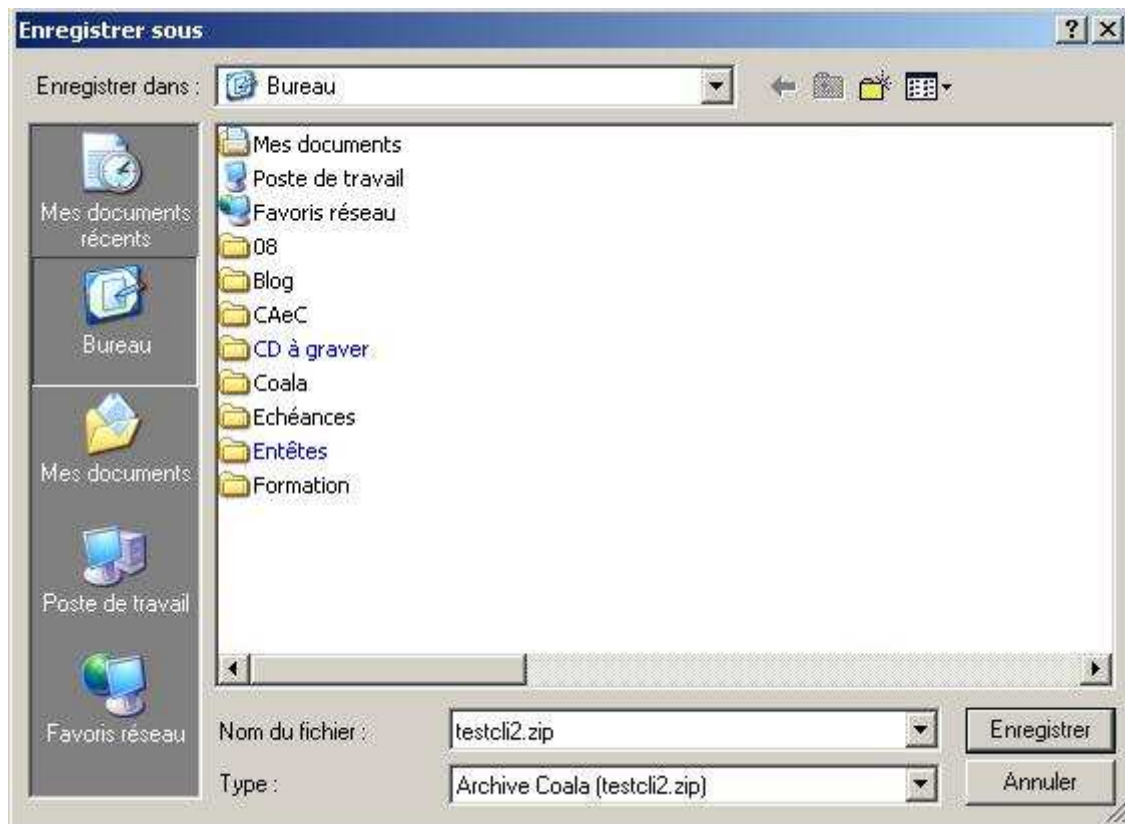 Enregistrer sous
Enregistrer dans :
Bureau
Mes documents récents
Bureau
Mes documents
Poste de travail
Favoris réseau
Mes documents
Poste de travail
Favoris réseau
08
Blog
CAeC
CD à graver
Coala
Echéances
Entêtes
Formation
Nom du fichier :
testcli2.zip
Enregistrer
Type :
Archive Coala (testcli2.zip)
Annuler